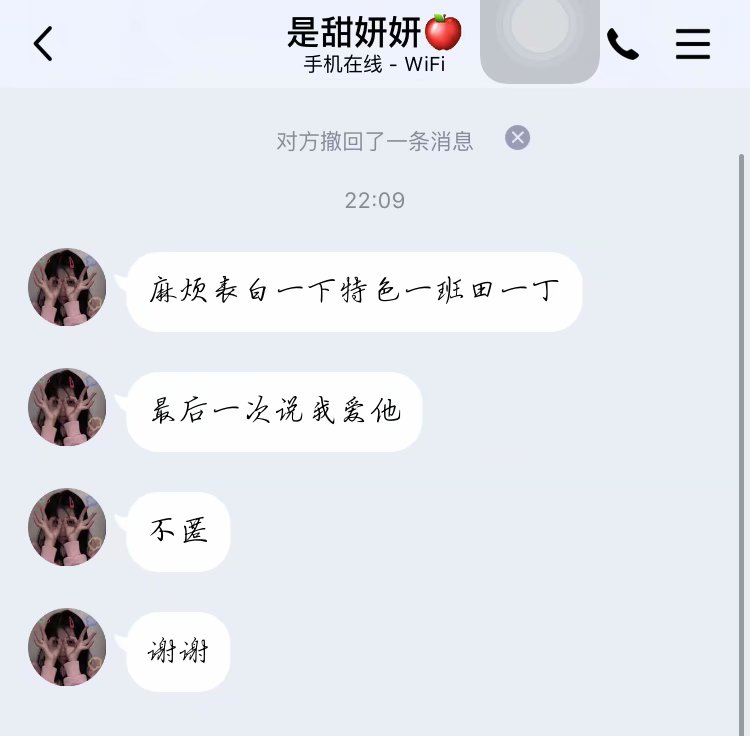 是甜妍妍🍎
手机在线 - WiFi
对方撤回了一条消息
22:09
麻烦表白一下特色一班田一丁
最后一次说我爱他
不匿
谢谢